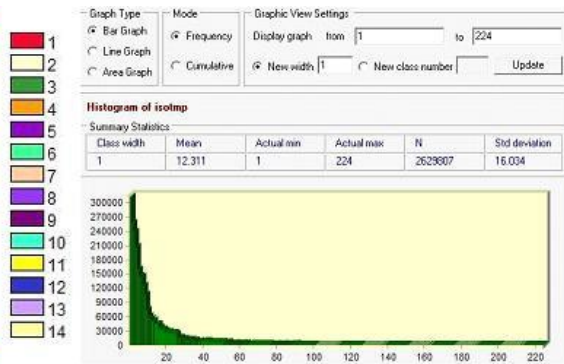 1
2
3
4
5
6
7
8
9
10
11
12
13
14
Graph Type
Bar Graph
Line Graph
Area Graph
Mode
Frequency
Cumulative
Graphic View Settings
Display graph from 1 to 224
New width 1 New class number Update
Histogram of isotmp
Summary Statistics
Class width Mean Actual min Actual max N Std deviation
1 12.311 1 224 2629807 16.034
300000
270000
240000
210000
180000
150000
120000
90000
60000
30000
0
20 40 60 80 100 120 140 160 180 200 220